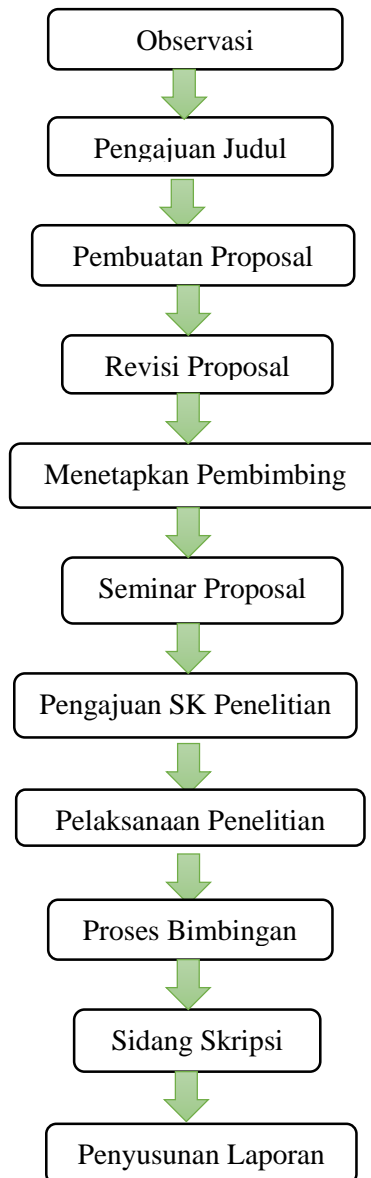 Observasi
Pengajuan Judul
Pembuatan Proposal
Revisi Proposal
Menetapkan Pembimbing
Seminar Proposal
Pengajuan SK Penelitian
Pelaksanaan Penelitian
Proses Bimbingan
Sidang Skripsi
Penyusunan Laporan